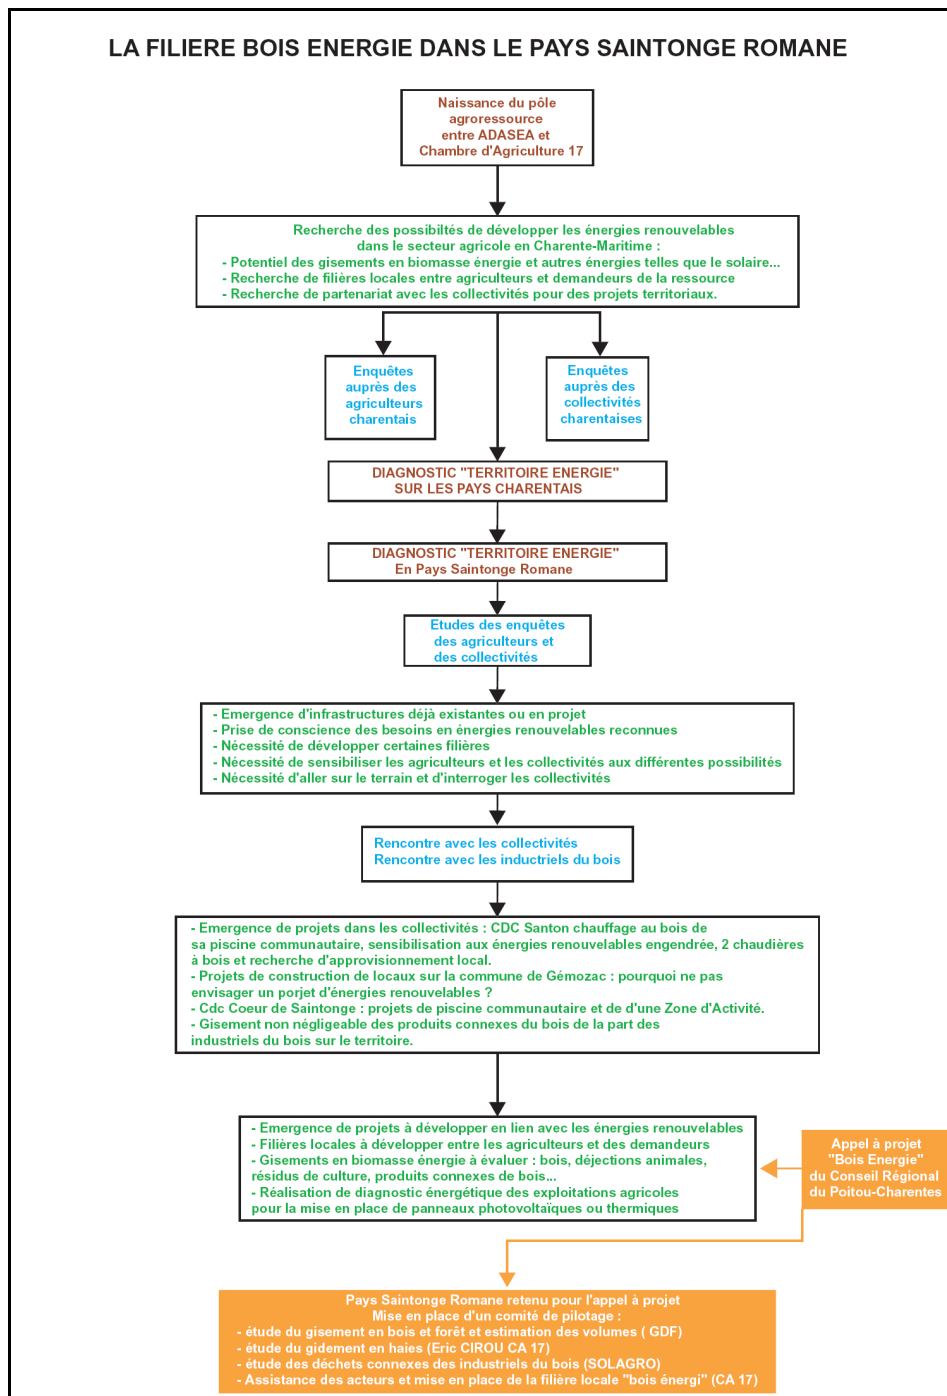 LA FILIERE BOIS ENERGIE DANS LE PAYS SAINTONGE ROMANE
Naissance du pôle
agroressource
entre ADASEA et
Chambre d'Agriculture 17
Recherche des possibiltés de développer les énergies renouvelables
dans le secteur agricole en Charente-Maritime :
- Potentiel des gisements en biomasse énergie et autres énergies telles que le solaire...
- Recherche de filières locales entre agriculteurs et demandeurs de la ressource
- Recherche de partenariat avec les collectivités pour des projets territoriaux.
Enquêtes
auprès des
agriculteurs
charentais
Enquêtes
auprès des
collectivités
charentaises
DIAGNOSTIC "TERRITOIRE ENERGIE"
SUR LES PAYS CHARENTAIS
DIAGNOSTIC "TERRITOIRE ENERGIE"
En Pays Saintonge Romane
Etudes des enquêtes
des agriculteurs et
des collectivités
- Emergence d'infrastructures déjà existantes ou en projet
- Prise de conscience des besoins en énergies renouvelables reconnues
- Nécessité de développer certaines filières
- Nécessité de sensibiliser les agriculteurs et les collectivités aux différentes possibilités
- Nécessité d'aller sur le terrain et d'interroger les collectivités
Rencontre avec les collectivités
Rencontre avec les inductriels du bois
- Emergence de projets dans les collectivités : CDC Santon chauffage au bois de
sa piscine communautaire, sensibilisation aux énergies renouvelables engendrée, 2 chaudières
à bois et recherche d'approvisionnement local.
- Projets de construction de locaux sur la commune de Gémozac : pourquoi ne pas
envisager un porjet d'énergies renouvelables ?
- Cdc Coeur de Saintonge : projets de piscine communautaire et de d'une Zone d'Activité.
- Gisement non négligeable des produits connexes du bois de la part des
industriels du bois sur le territoire.
- Emergence de projets à développer en lien avec les énergies renouvelables
- Filières locales à développer entre les agriculteurs et des demandeurs
- Gisements en biomasse énergie à évaluer : bois, déjections animales,
résidus de culture, produits connexes de bois...
- Réalisation de diagnostic énergétique des exploitations agricoles
pour la mise en place de panneaux photovoltaïques ou thermiques
Appel à projet
"Bois Energie"
du Conseil Régional
du Poitou-Charentes
Pays Saintonge Romane retenu pour l'appel à projet
Mise en place d'un comité de pilotage :
- étude du gisement en bois et forêt et estimation des volumes ( GDF)
- étude du gidement en haies (Eric CIROU CA 17)
- étude des déchets connexes des industriels du bois (SOLAGRO)
- Assistance des acteurs et mise en place de la filière locale "bois énergi" (CA 17)